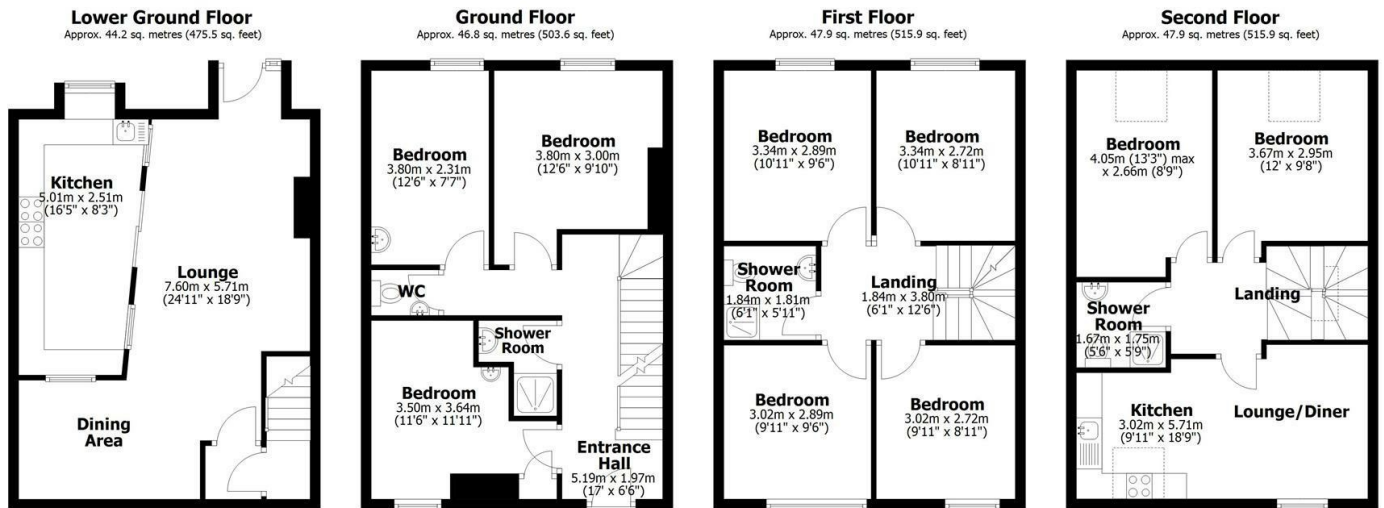 Lower Ground Floor
Approx. 44.2 sq. metres (475.5 sq. feet)
Kitchen
5.01m x 2.51m
(16'5" x 8'3")
Lounge
7.60m x 5.71m
(24'11" x 18'9")
Dining
Area
Ground Floor
Approx. 46.8 sq. metres (503.6 sq. feet)
Bedroom
3.80m x 2.31m
(12'6" x 7'7")
Bedroom
3.80m x 3.00m
(12'6" x 9'10")
WC
Shower
Room
Bedroom
3.50m x 3.64m
(11'6" x 11'11")
Entrance
Hall
5.19m x 1.97m
(17' x 6'6")
First Floor
Approx. 47.9 sq. metres (515.9 sq. feet)
Bedroom
3.34m x 2.89m
(10'11" x 9'6")
Bedroom
3.34m x 2.72m
(10'11" x 8'11")
Shower
Room
1.84m x 1.81m
(6'1" x 5'11")
Landing
1.84m x 3.80m
(6'1" x 12'6")
Bedroom
3.02m x 2.89m
(9'11" x 9'6")
Bedroom
3.02m x 2.72m
(9'11" x 8'11")
Second Floor
Approx. 47.9 sq. metres (515.9 sq. feet)
Bedroom
4.05m (13'3") max
x 2.66m (8'9")
Bedroom
3.67m x 2.95m
(12' x 9'8")
Shower
Room
1.67m x 1.75m
(5'6" x 5'9")
Landing
Kitchen
3.02m x 5.71m
(9'11" x 18'9")
Lounge/Diner